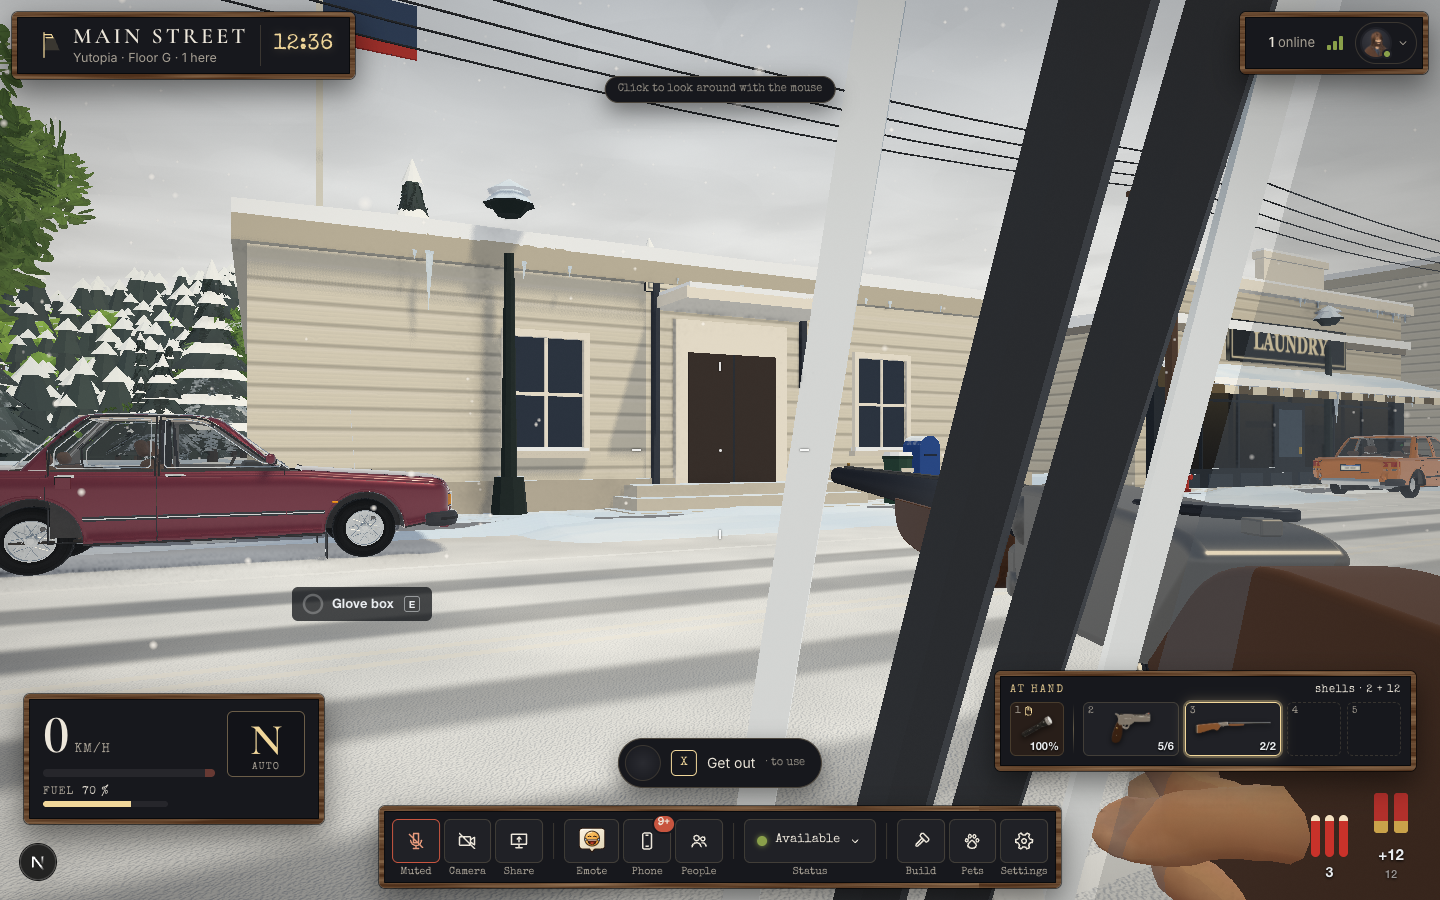 MAIN STREET
Yutopia · Floor G · 1 here
12:36
Click to look around with the mouse
1 online
LAUNDRY
Glove box E
0 KM/H
N
AUTO
FUEL 70 %
X Get out · to use
AT HAND
shells · 2 + 12
1
100%
2
5/6
3
2/2
4
5
9+
Available
Muted
Camera
Share
Emote
Phone
People
Status
Build
Pets
Settings
N
3
+12
12